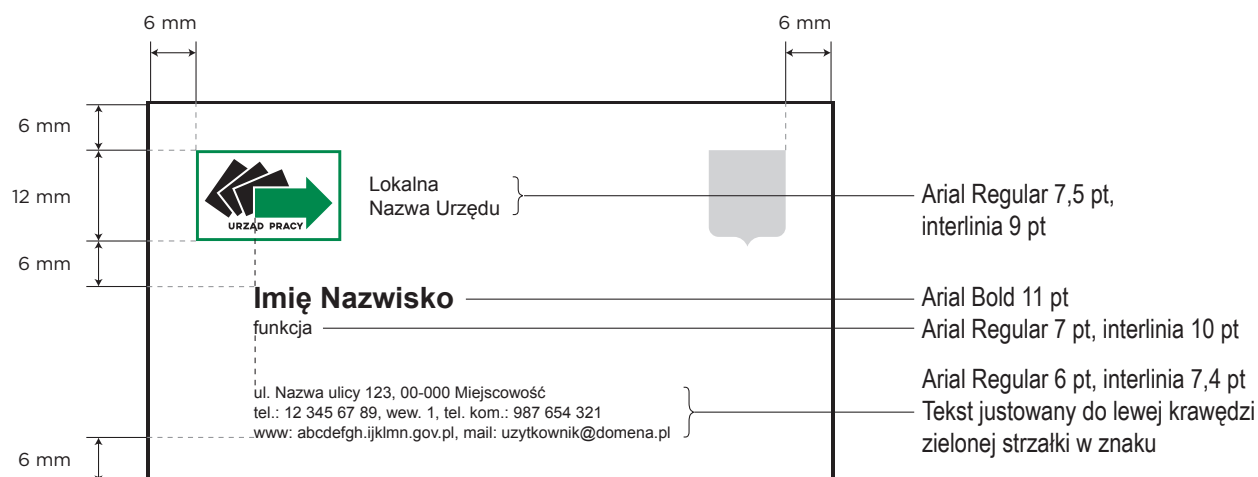 6 mm
6 mm
6 mm
12 mm
6 mm
6 mm
URZĄD PRACY
Lokalna
Nazwa Urzędu
Arial Regular 7,5 pt,
interlinia 9 pt
Imię Nazwisko
Arial Bold 11 pt
funkcja
Arial Regular 7 pt, interlinia 10 pt
ul. Nazwa ulicy 123, 00-000 Miejscowość
tel.: 12 345 67 89, wew. 1, tel. kom.: 987 654 321
www: abcdefgh.ijklmn.gov.pl, mail: uzytkownik@domena.pl
Arial Regular 6 pt, interlinia 7,4 pt
Tekst justowany do lewej krawędzi
zielonej strzałki w znaku